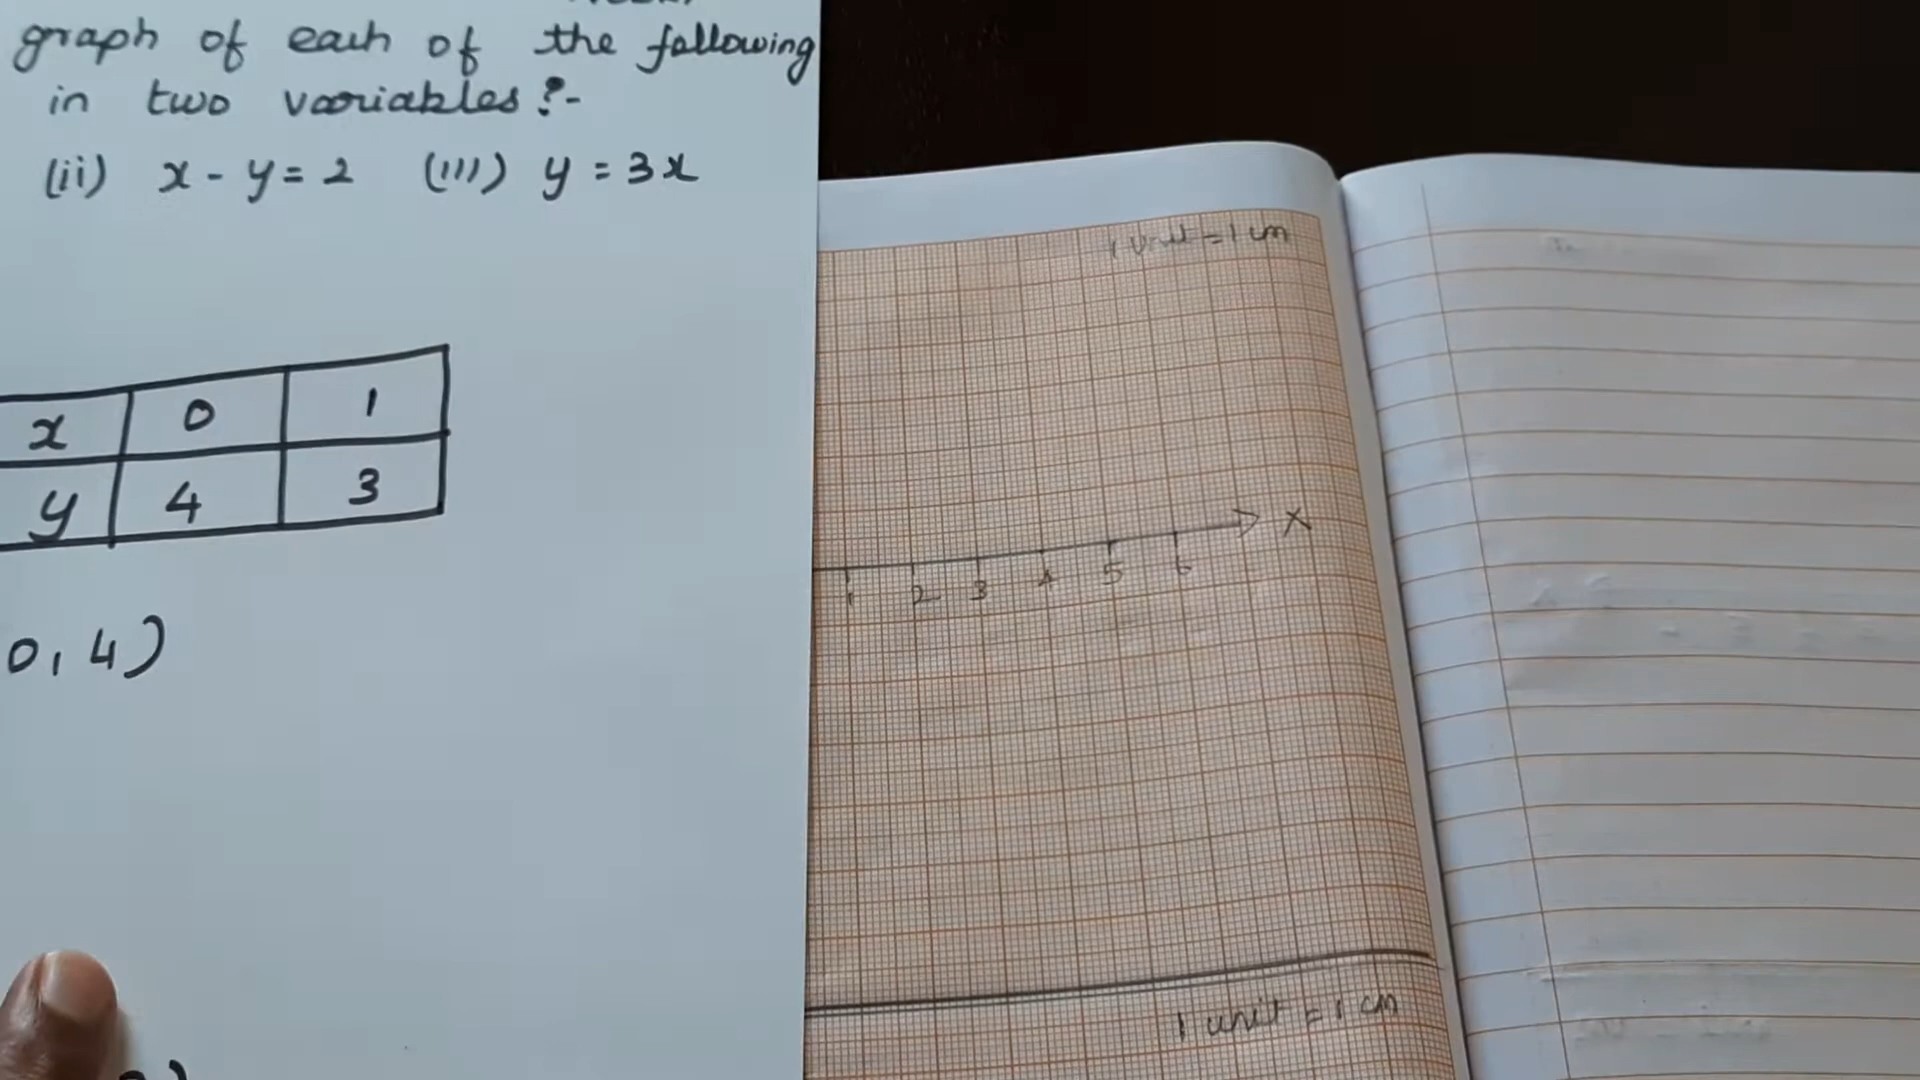 graph of each of the following
in two variables:-
(ii) x - y = 2 (iii) y = 3x
x 0 1
y 4 3
0, 4)
1 unit = 1 cm
X
1 2 3 4 5 6
1 unit = 1 cm